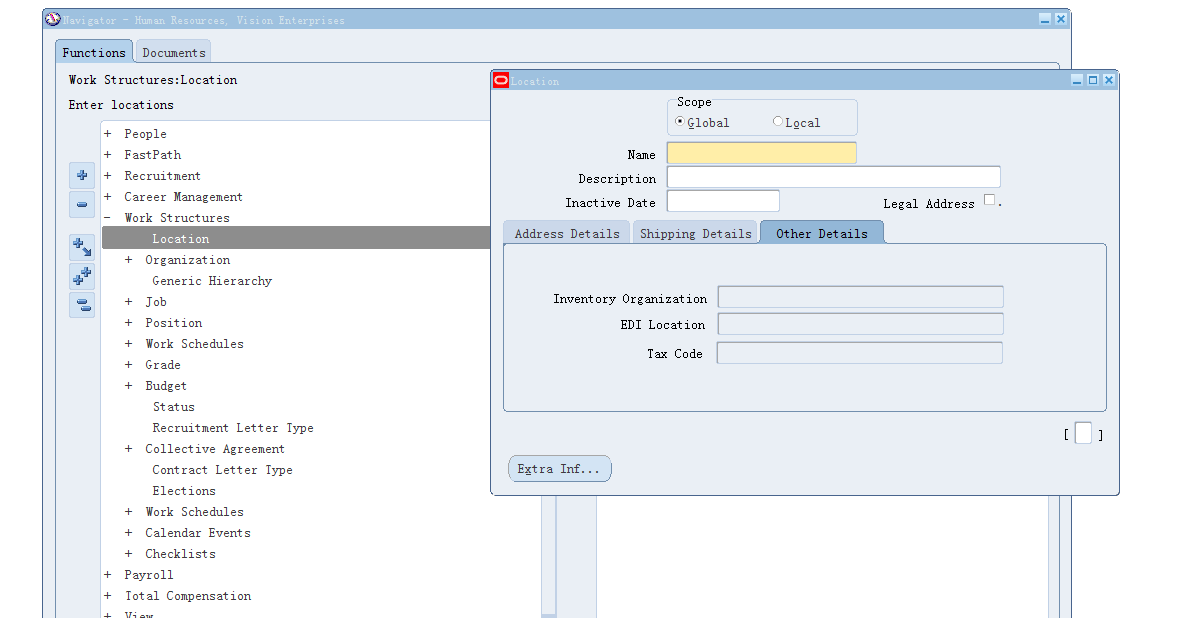 Navigator - Human Resources, Vision Enterprises
Functions Documents
Work Structures:Location
Enter locations
+ People
+ FastPath
+ Recruitment
+ Career Management
- Work Structures
Location
+ Organization
Generic Hierarchy
+ Job
+ Position
+ Work Schedules
+ Grade
+ Budget
Status
Recruitment Letter Type
+ Collective Agreement
Contract Letter Type
Elections
+ Work Schedules
+ Calendar Events
+ Checklists
+ Payroll
+ Total Compensation
+ View
Location
Scope
Global Local
Name
Description
Inactive Date Legal Address .
Address Details Shipping Details Other Details
Inventory Organization
EDI Location
Tax Code
[ ]
Extra Inf...